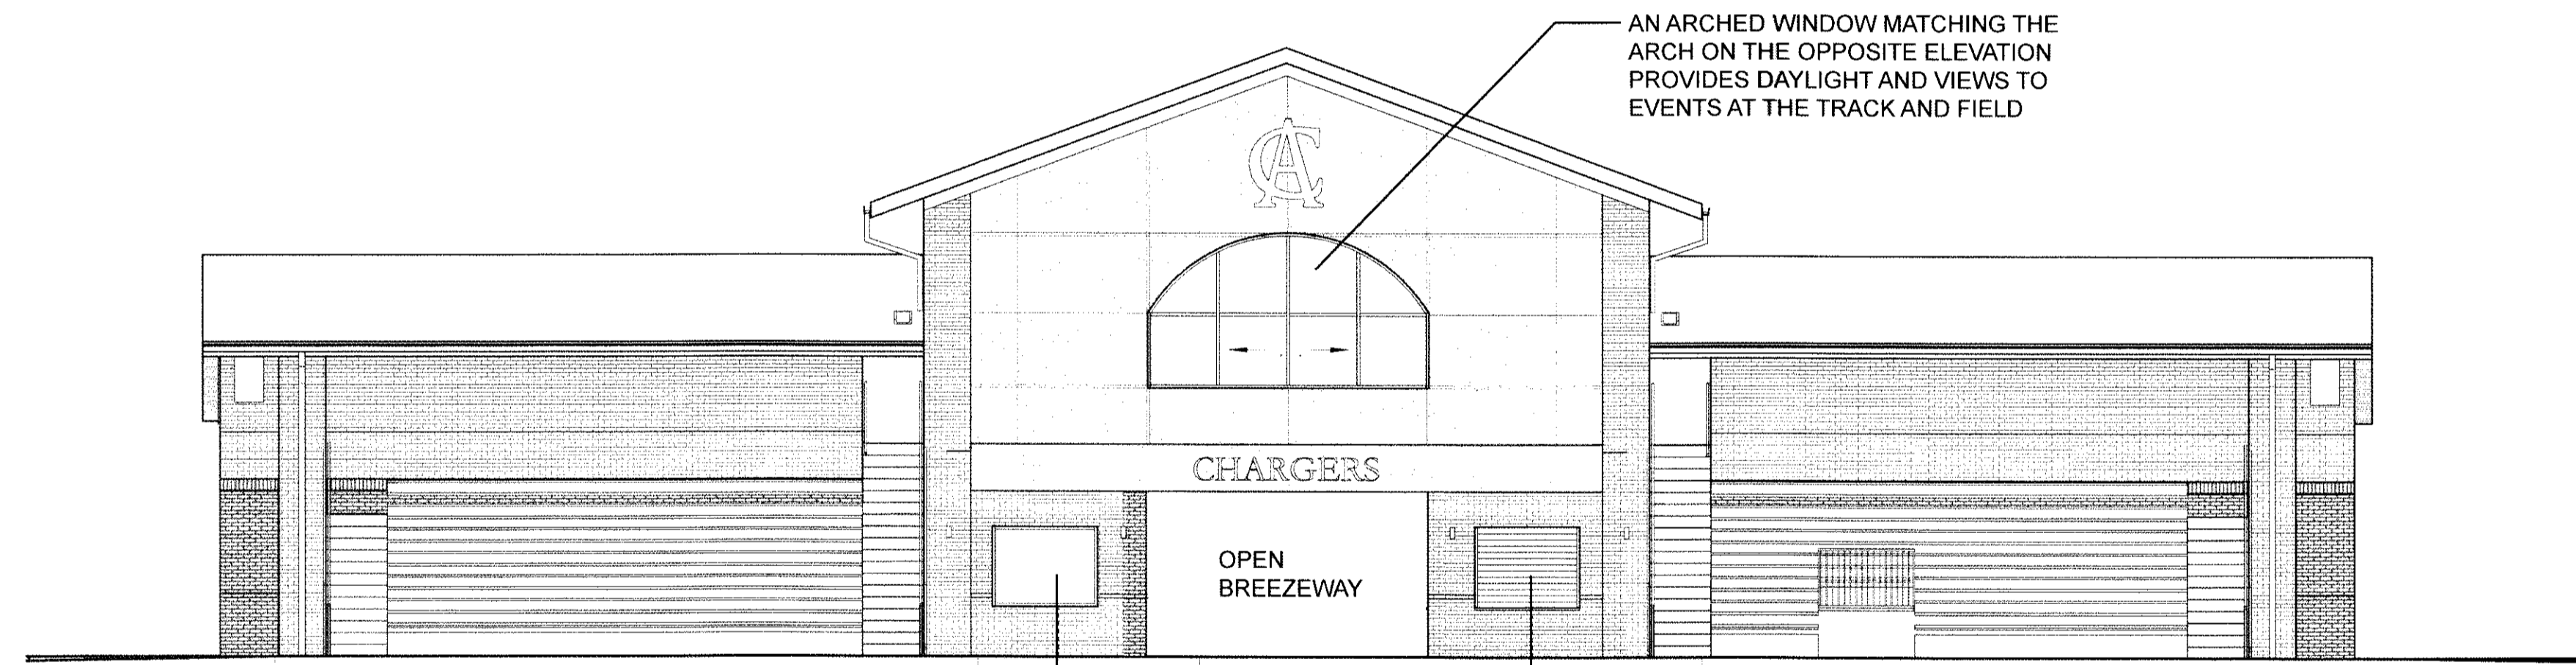 AN ARCHED WINDOW MATCHING THE
ARCH ON THE OPPOSITE ELEVATION
PROVIDES DAYLIGHT AND VIEWS TO
EVENTS AT THE TRACK AND FIELD
CA
CHARGERS
OPEN
BREEZEWAY